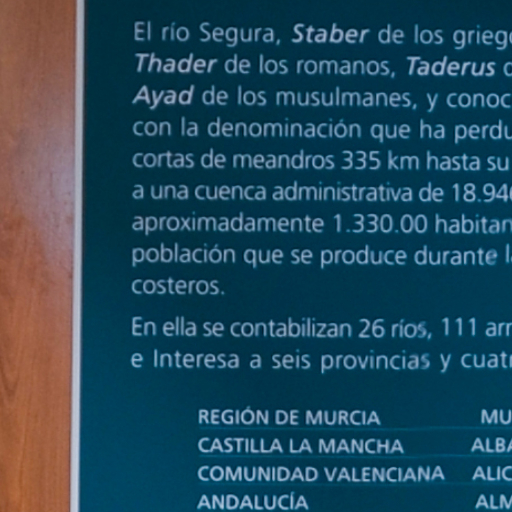 El río Segura, Staber de los grieg
Thader de los romanos, Taderus
Ayad de los musulmanes, y conoc
con la denominación que ha perdu
cortas de meandros 335 km hasta su
a una cuenca administrativa de 18.94
aproximadamente 1.330.00 habitan
población que se produce durante l
costeros.
En ella se contabilizan 26 ríos, 111 arr
e Interesa a seis provincias y cuat
REGIÓN DE MURCIA MU
CASTILLA LA MANCHA ALBA
COMUNIDAD VALENCIANA ALIC
ANDALUCÍA ALM